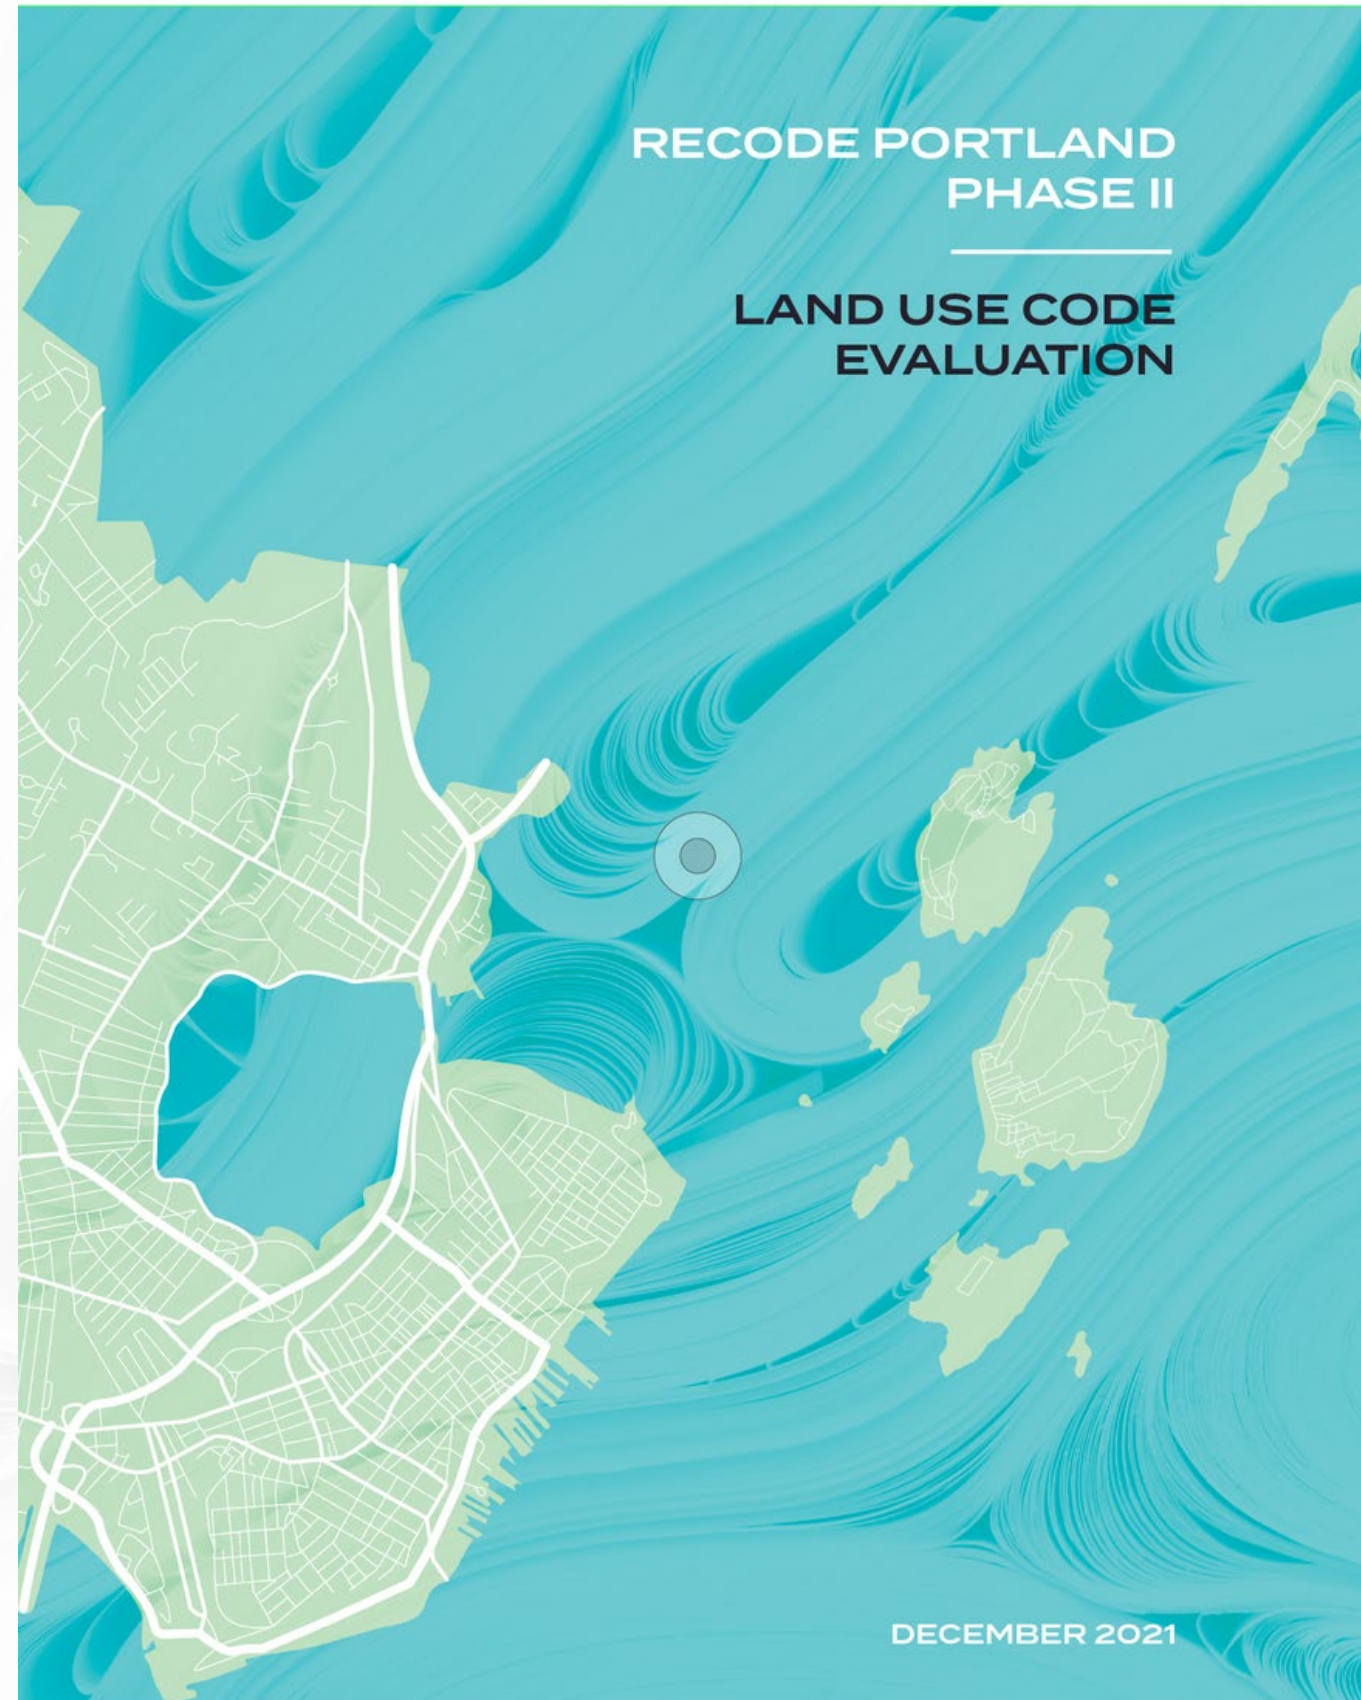 RECODE PORTLAND
PHASE II
LAND USE CODE
EVALUATION
DECEMBER 2021